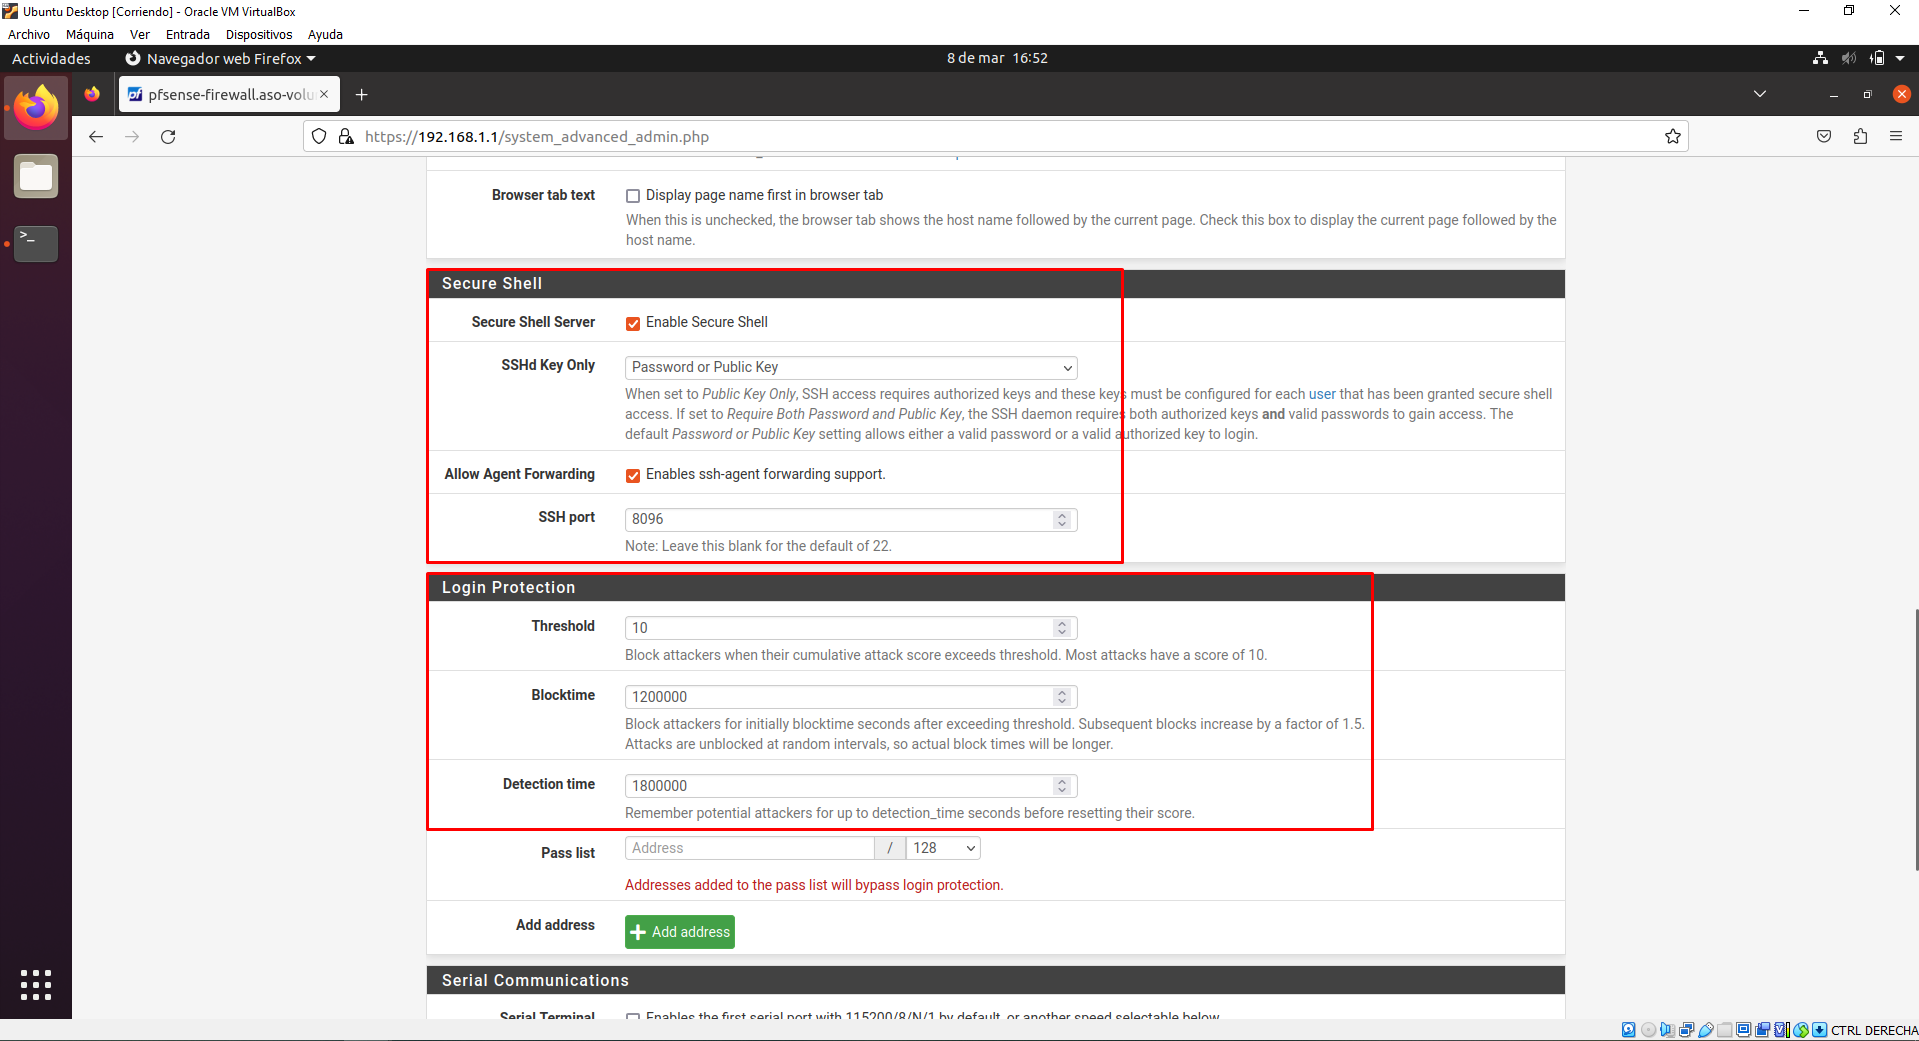 Ubuntu Desktop [Corriendo] - Oracle VM VirtualBox
Archivo Máquina Ver Entrada Dispositivos Ayuda
Actividades Navegador web Firefox 8 de mar 16:52
pfsense-firewall.aso-volu
https://192.168.1.1/system_advanced_admin.php
Browser tab text Display page name first in browser tab
When this is unchecked, the browser tab shows the host name followed by the current page. Check this box to display the current page followed by the
host name.
Secure Shell
Secure Shell Server Enable Secure Shell
SSHd Key Only Password or Public Key
When set to Public Key Only, SSH access requires authorized keys and these keys must be configured for each user that has been granted secure shell
access. If set to Require Both Password and Public Key, the SSH daemon requires both authorized keys and valid passwords to gain access. The
default Password or Public Key setting allows either a valid password or a valid authorized key to login.
Allow Agent Forwarding Enables ssh-agent forwarding support.
SSH port 8096
Note: Leave this blank for the default of 22.
Login Protection
Threshold 10
Block attackers when their cumulative attack score exceeds threshold. Most attacks have a score of 10.
Blocktime 1200000
Block attackers for initially blocktime seconds after exceeding threshold. Subsequent blocks increase by a factor of 1.5.
Attacks are unblocked at random intervals, so actual block times will be longer.
Detection time 1800000
Remember potential attackers for up to detection_time seconds before resetting their score.
Pass list Address / 128
Addresses added to the pass list will bypass login protection.
Add address Add address
Serial Communications
Serial Terminal Enables the first serial port with 115200/8/N/1 by default, or another speed selectable below.
CTRL DERECHA